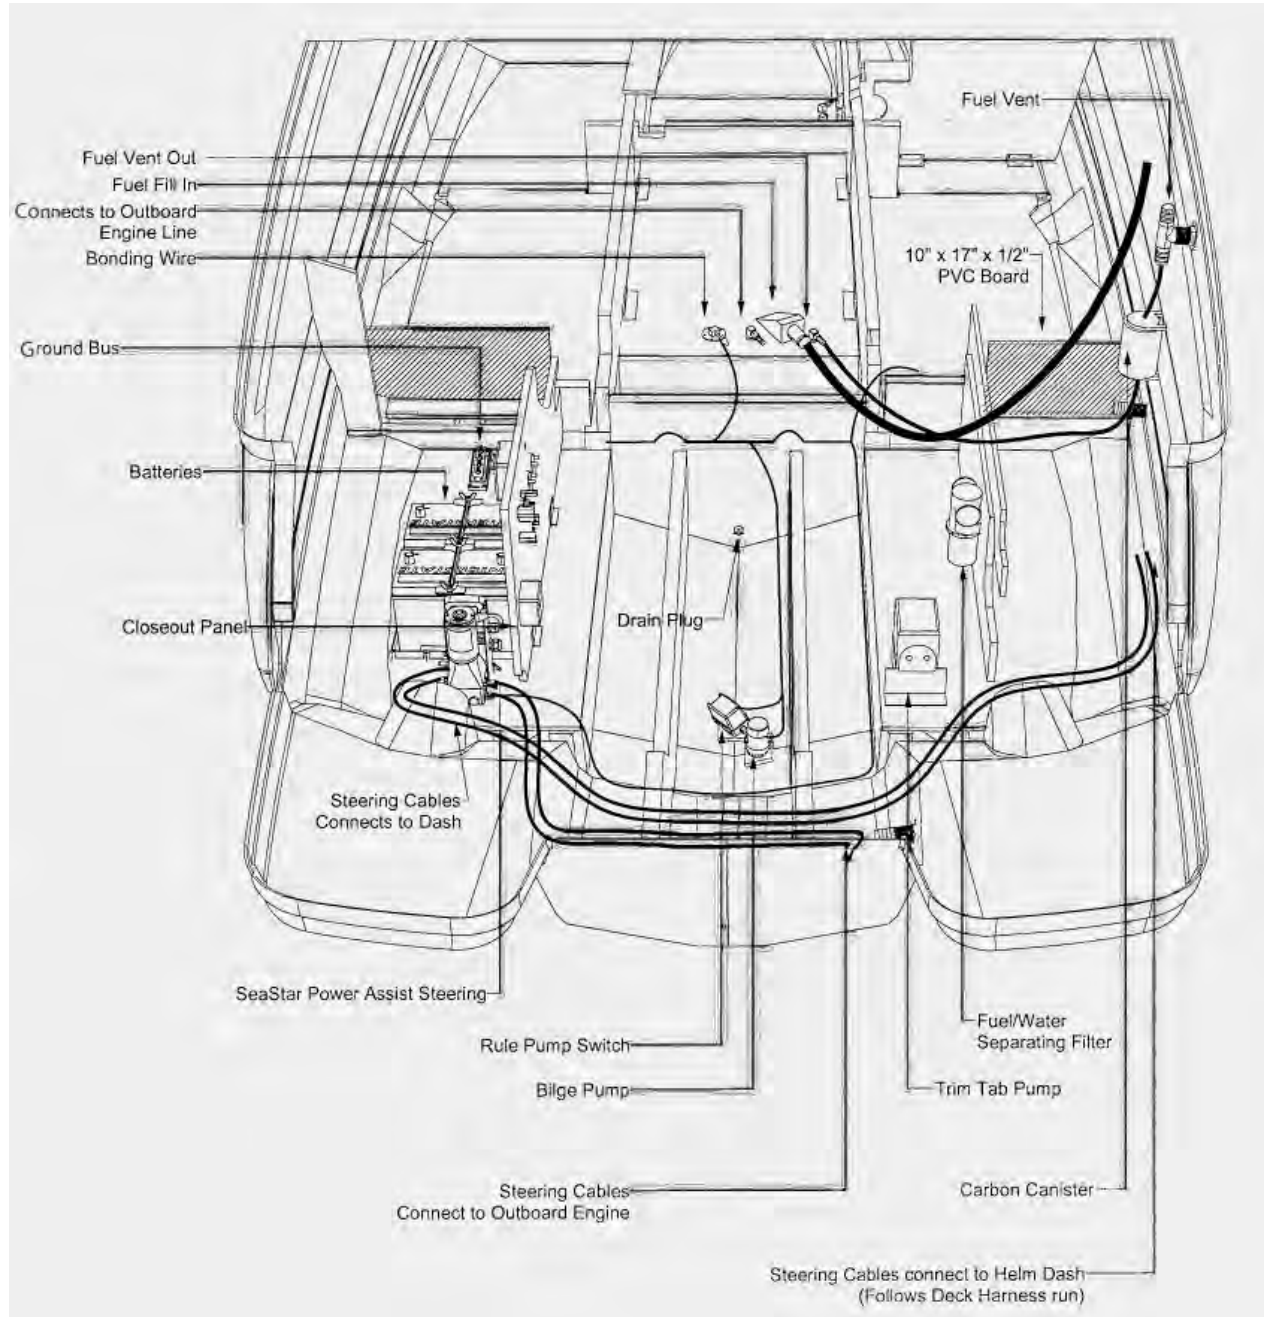 Fuel Vent
Fuel Vent Out
Fuel Fill In
Connects to Outboard
Engine Line
Bonding Wire
10" x 17" x 1/2"
PVC Board
Ground Bus
Batteries
Closeout Panel
Drain Plug
Steering Cables
Connects to Dash
SeaStar Power Assist Steering
Fuel/Water
Separating Filter
Rule Pump Switch
Bilge Pump
Trim Tab Pump
Steering Cables
Connect to Outboard Engine
Carbon Canister
Steering Cables connect to Helm Dash
(Follows Deck Harness run)